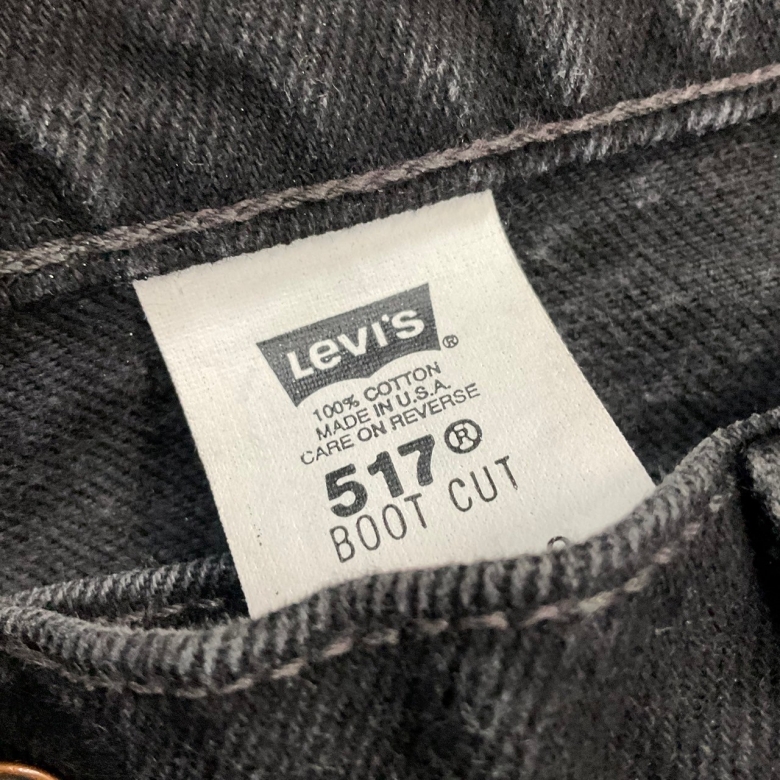 Levi's®
100% COTTON
MADE IN U.S.A.
CARE ON REVERSE
517®
BOOT CUT